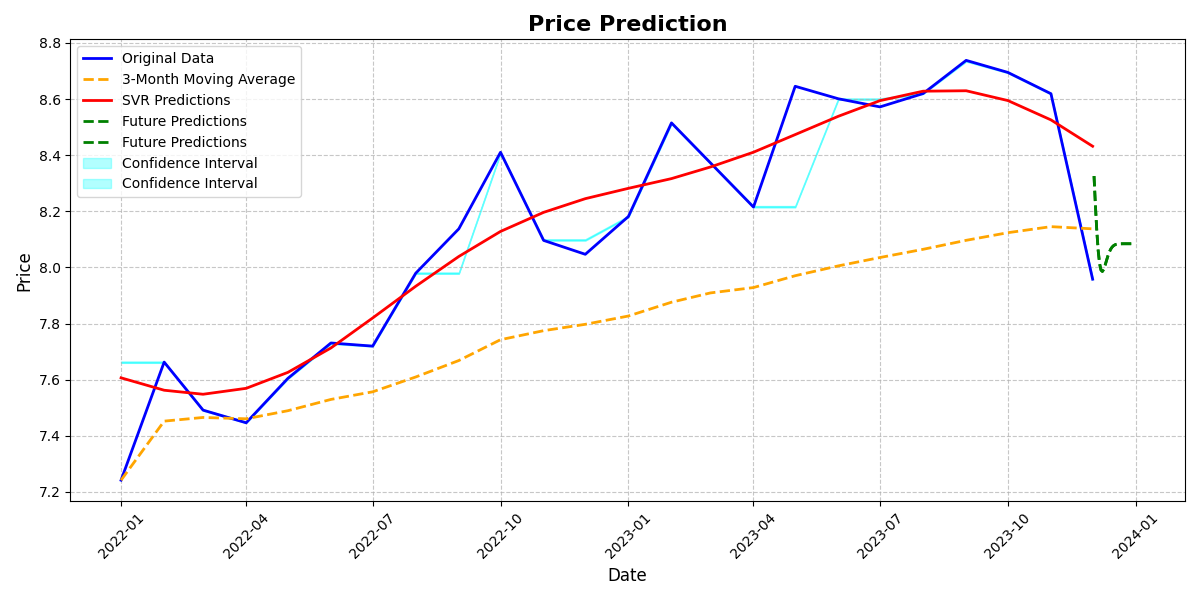 Price Prediction
Original Data
3-Month Moving Average
SVR Predictions
Future Predictions
Future Predictions
Confidence Interval
Confidence Interval
8.8
8.6
8.4
8.2
8.0
7.8
7.6
7.4
7.2
Price
2022-01
2022-04
2022-07
2022-10
2023-01
2023-04
2023-07
2023-10
2024-01
Date